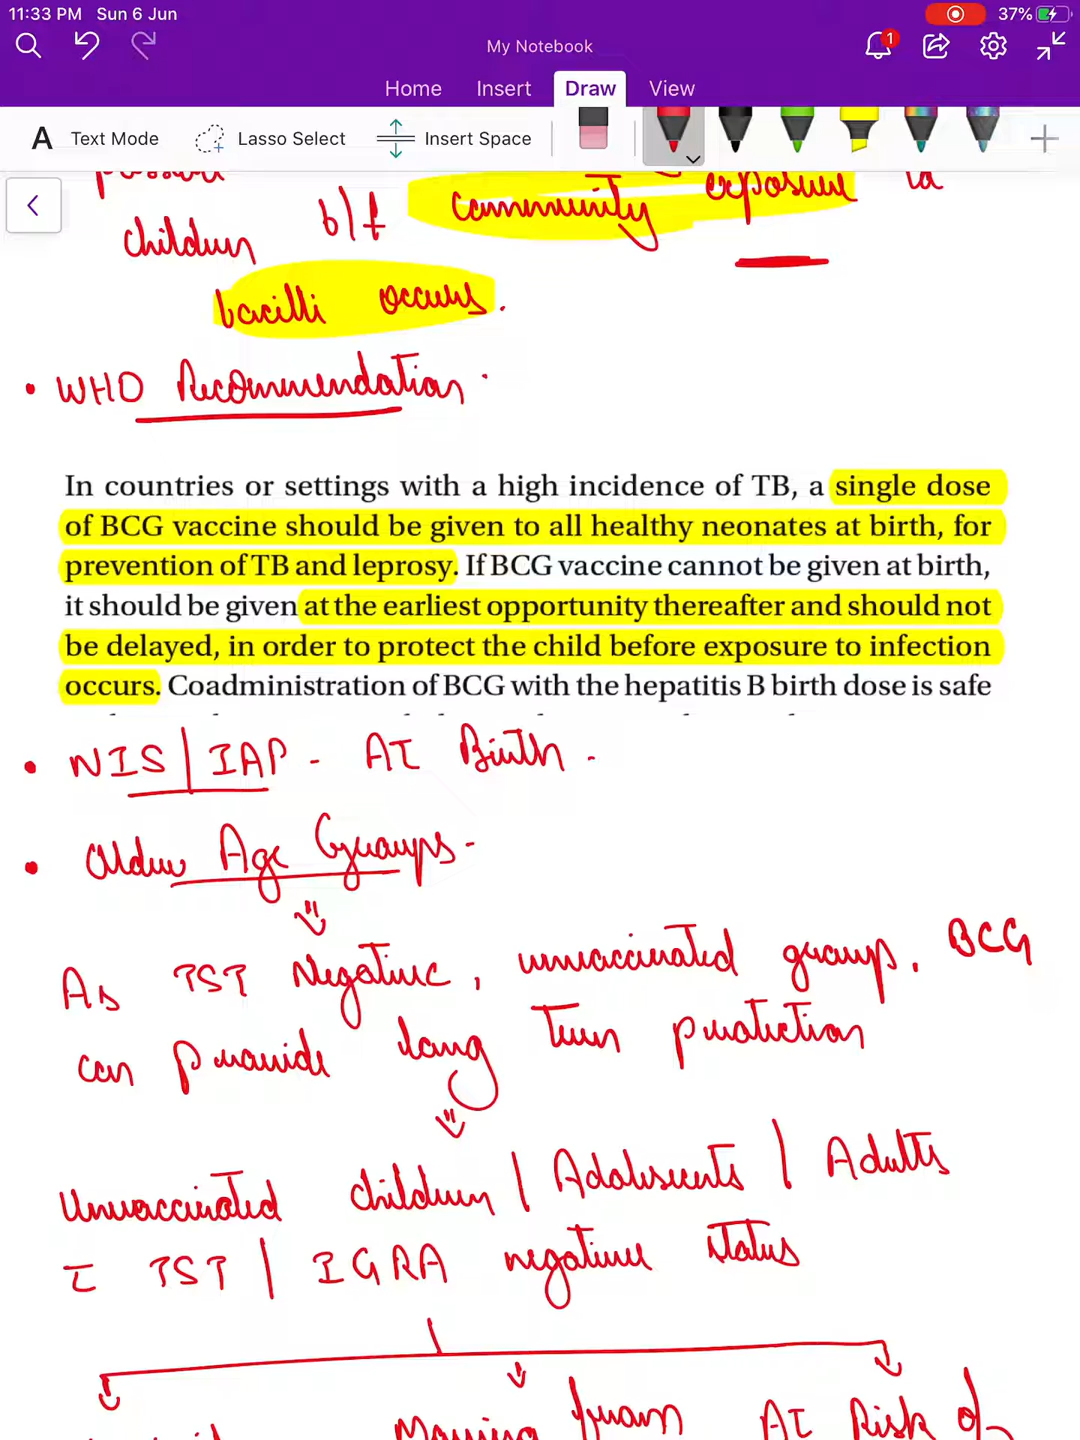 11:33 PM Sun 6 Jun
37%
1
My Notebook
Home Insert Draw View
A Text Mode Lasso Select Insert Space
exposure to
children b/f community
bacilli occurs.
• WHO Recommendation.
In countries or settings with a high incidence of TB, a single dose
of BCG vaccine should be given to all healthy neonates at birth, for
prevention of TB and leprosy. If BCG vaccine cannot be given at birth,
it should be given at the earliest opportunity thereafter and should not
be delayed, in order to protect the child before exposure to infection
occurs. Coadministration of BCG with the hepatitis B birth dose is safe
• NIS | IAP - At Birth.
• Older Age Groups-
As TST Negative, unvaccinated group, BCG
can provide long term protection
Unvaccinated children | Adolescents | Adults
TST | IGRA negative status
Moving from At Risk of